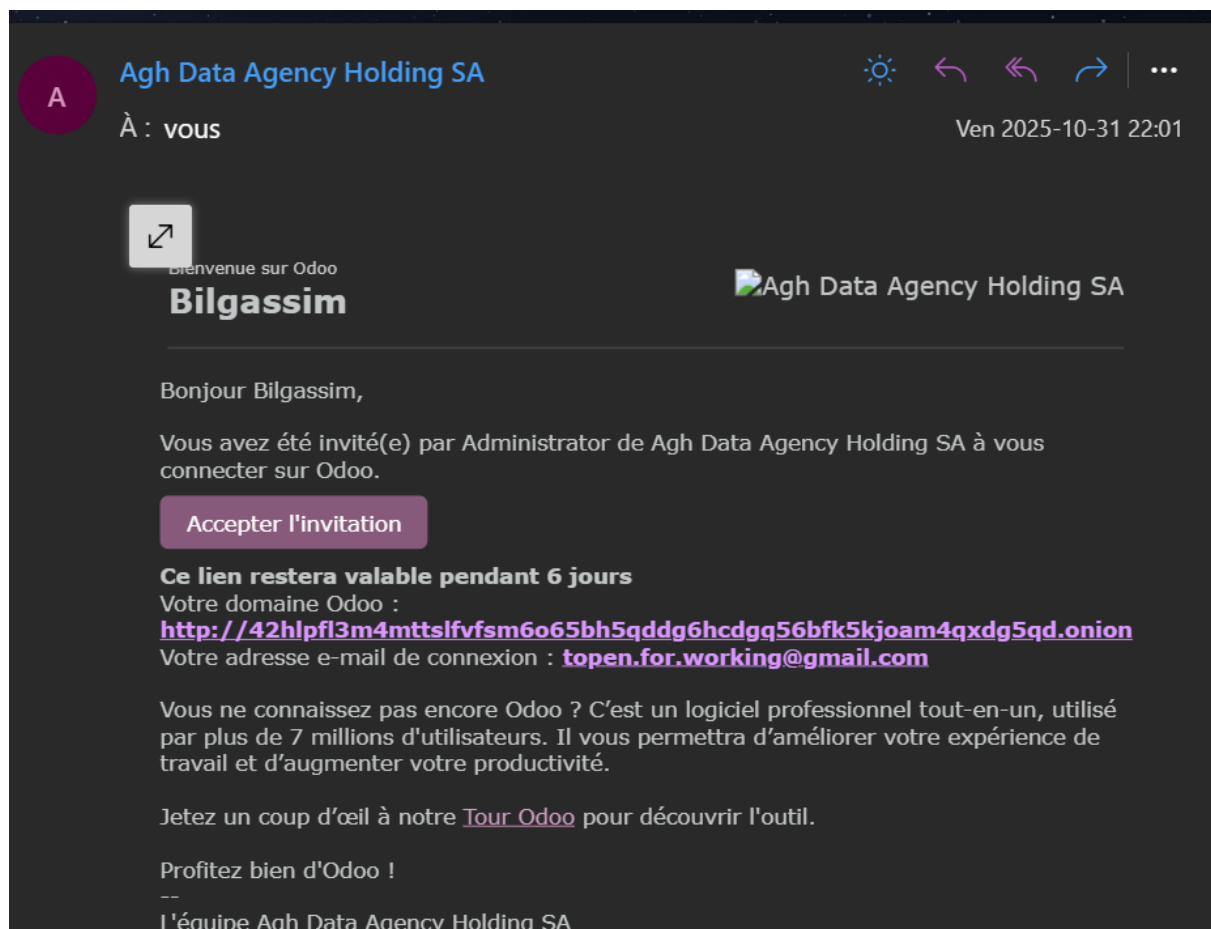 Agh Data Agency Holding SA
A
À : vous
Ven 2025-10-31 22:01
Bienvenue sur Odoo
Bilgassim
Agh Data Agency Holding SA
Bonjour Bilgassim,
Vous avez été invité(e) par Administrator de Agh Data Agency Holding SA à vous
connecter sur Odoo.
Accepter l'invitation
Ce lien restera valable pendant 6 jours
Votre domaine Odoo :
http://42hlpfl3m4mttslfvfsm6o65bh5qddg6hcdgq56bfk5kjoam4qxdg5qd.onion
Votre adresse e-mail de connexion : topen.for.working@gmail.com
Vous ne connaissez pas encore Odoo ? C’est un logiciel professionnel tout-en-un, utilisé
par plus de 7 millions d'utilisateurs. Il vous permettra d’améliorer votre expérience de
travail et d’augmenter votre productivité.
Jetez un coup d’œil à notre Tour Odoo pour découvrir l'outil.
Profitez bien d'Odoo !
--
L'équipe Agh Data Agency Holding SA